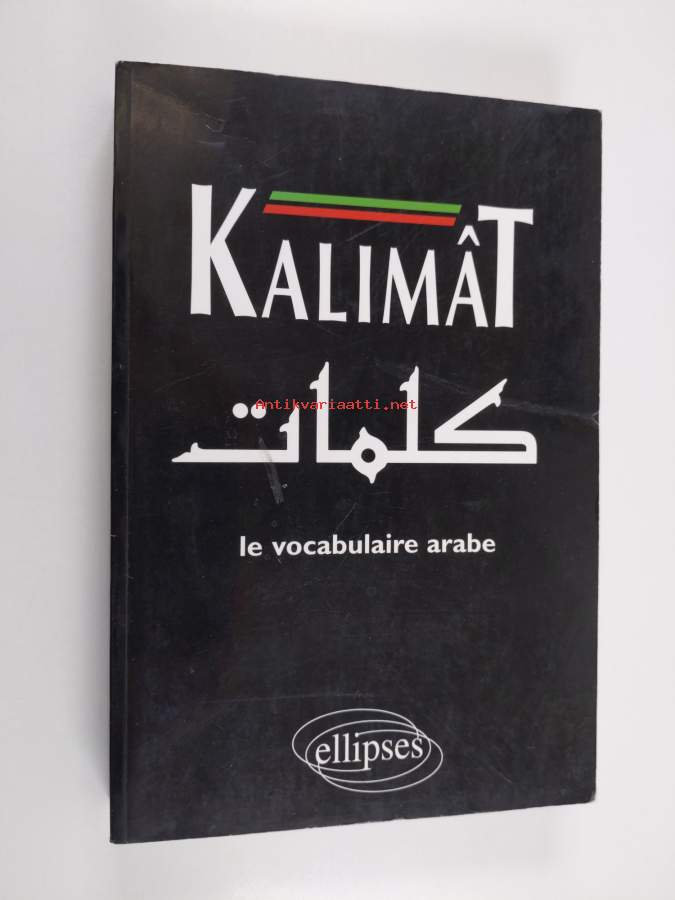 KALIMÂT
Antikvariaatti.net
كلمات
le vocabulaire arabe
ellipses